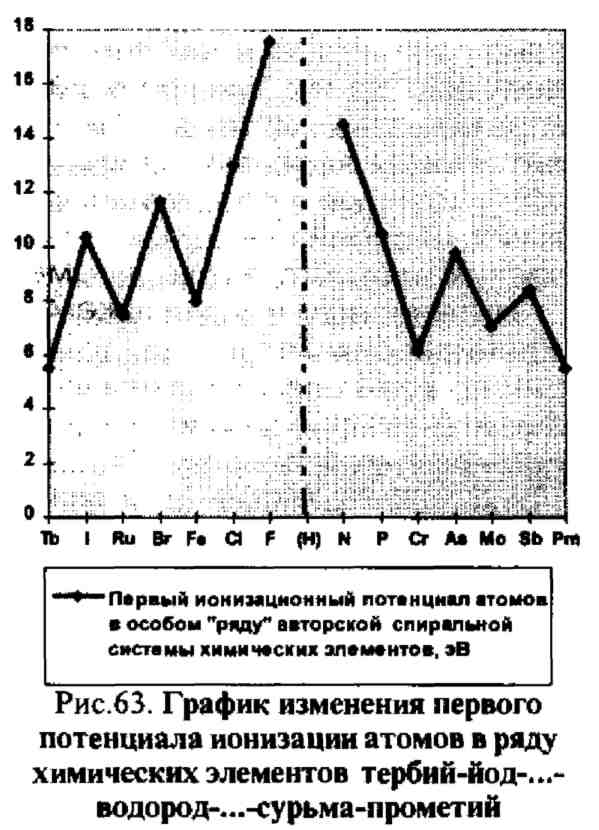 18
16
14
12
10
8
6
4
2
0
Tb I Ru Br Fe Cl F (H) N P Cr As Mo Sb Pm
Первый ионизационный потенциал атомов
в особом "ряду" авторской спиральной
системы химических элементов, эВ
Рис.63. График изменения первого
потенциала ионизации атомов в ряду
химических элементов тербий-йод-...-
водород-...-сурьма-прометий